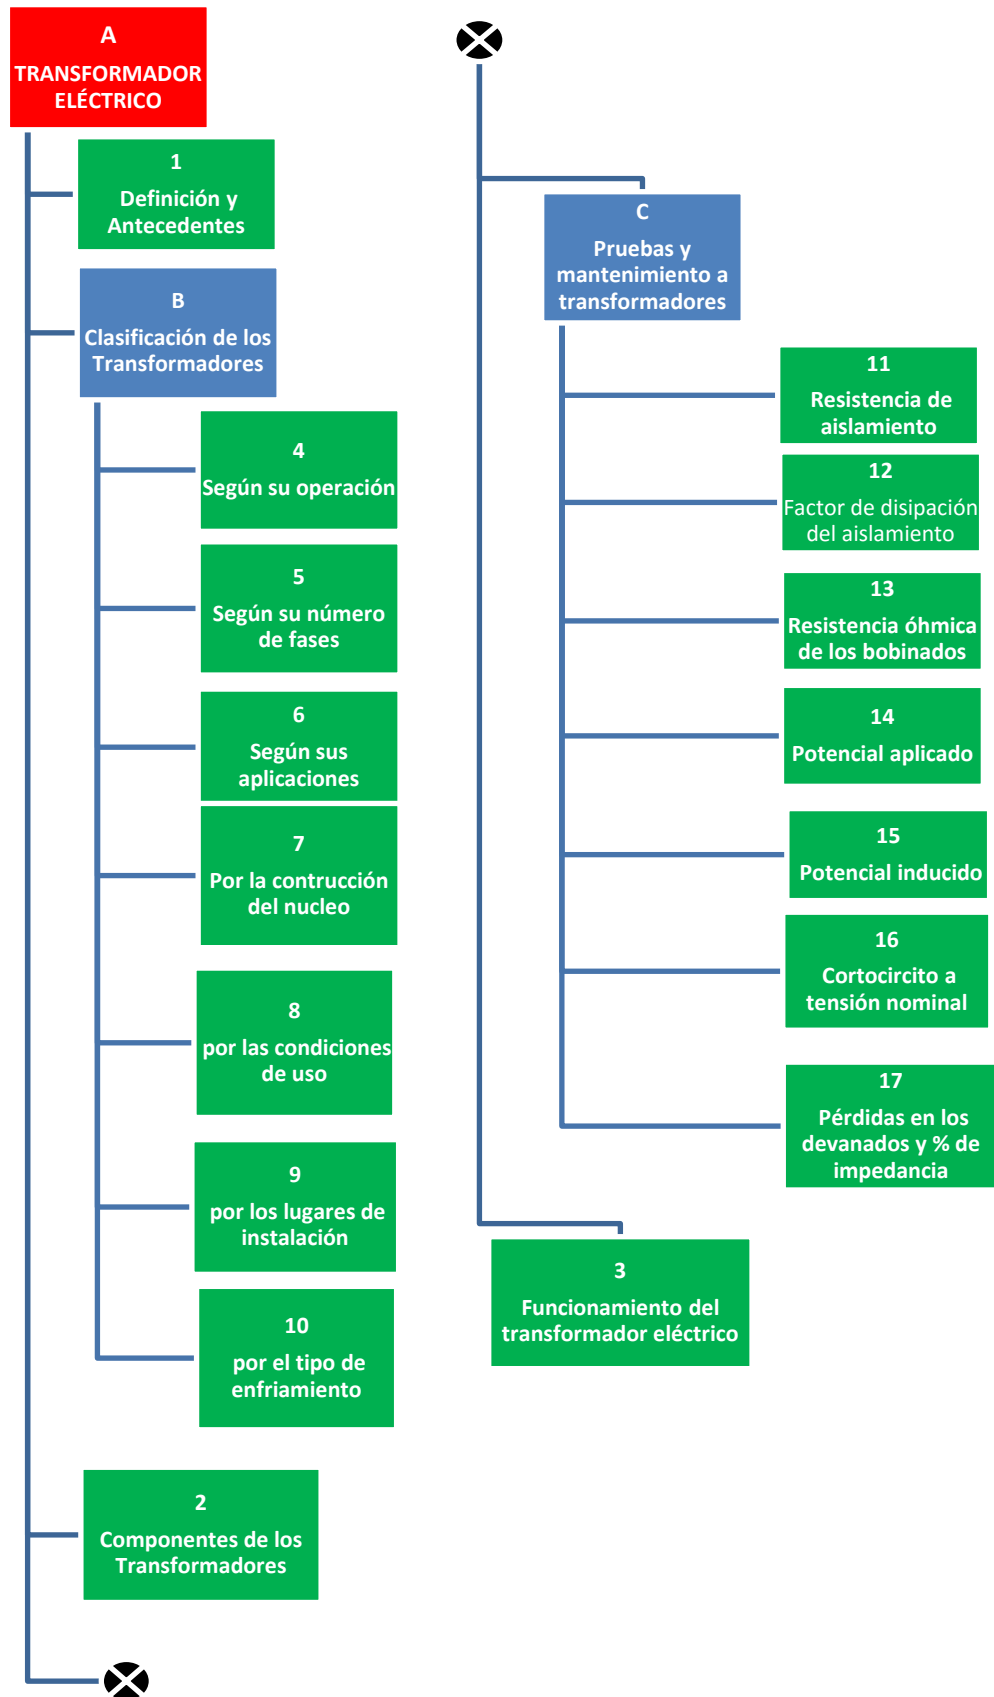 A
TRANSFORMADOR
ELÉCTRICO
1
Definición y
Antecedentes
B
Clasificación de los
Transformadores
4
Según su operación
5
Según su número
de fases
6
Según sus
aplicaciones
7
Por la contrucción
del nucleo
8
por las condiciones
de uso
9
por los lugares de
instalación
10
por el tipo de
enfriamiento
2
Componentes de los
Transformadores
C
Pruebas y
mantenimiento a
transformadores
11
Resistencia de
aislamiento
12
Factor de disipación
del aislamiento
13
Resistencia óhmica
de los bobinados
14
Potencial aplicado
15
Potencial inducido
16
Cortocircito a
tensión nominal
17
Pérdidas en los
devanados y % de
impedancia
3
Funcionamiento del
transformador eléctrico